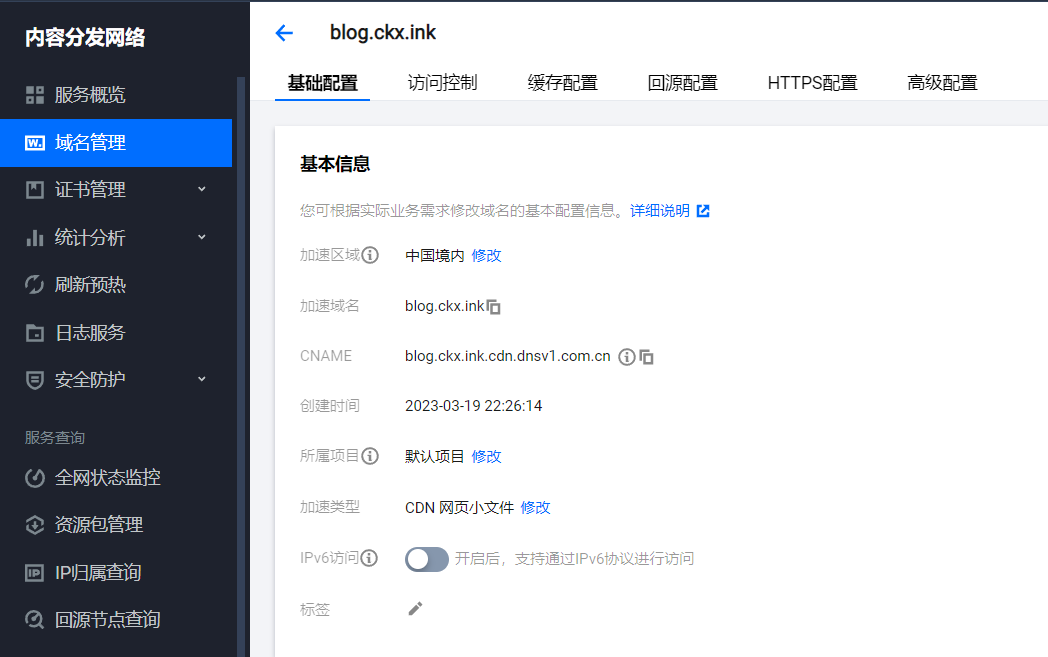 内容分发网络
服务概览
W. 域名管理
证书管理
统计分析
刷新预热
日志服务
安全防护
服务查询
全网状态监控
资源包管理
IP IP归属查询
回源节点查询
blog.ckx.ink
基础配置 访问控制 缓存配置 回源配置 HTTPS配置 高级配置
基本信息
您可根据实际业务需求修改域名的基本配置信息。详细说明
加速区域 中国境内 修改
加速域名 blog.ckx.ink
CNAME blog.ckx.ink.cdn.dnsv1.com.cn
创建时间 2023-03-19 22:26:14
所属项目 默认项目 修改
加速类型 CDN 网页小文件 修改
IPv6访问 开启后，支持通过IPv6协议进行访问
标签